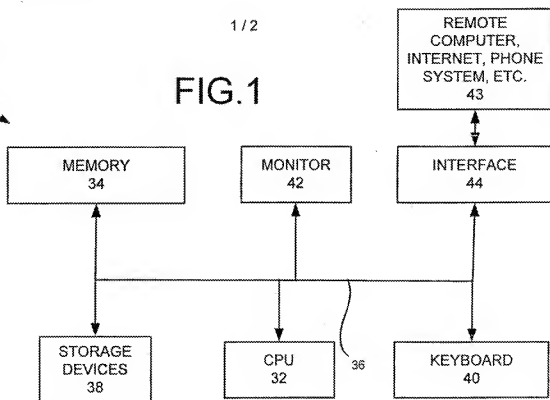 1 / 2
FIG.1
REMOTE
COMPUTER,
INTERNET, PHONE
SYSTEM, ETC.
43
MEMORY
34
MONITOR
42
INTERFACE
44
STORAGE
DEVICES
38
CPU
32
36
KEYBOARD
40